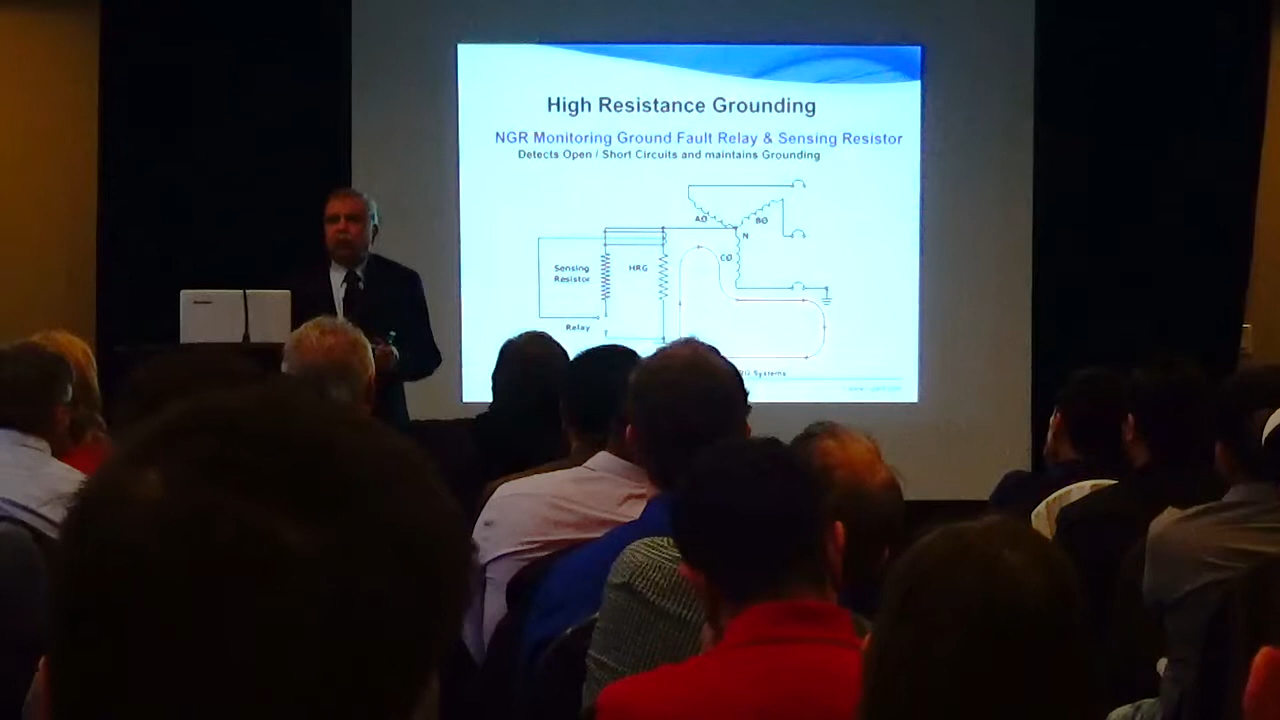 High Resistance Grounding
NGR Monitoring Ground Fault Relay & Sensing Resistor
Detects Open / Short Circuits and maintains Grounding
AØ
BØ
N
CØ
Sensing
Resistor
HRG
Relay
Systems